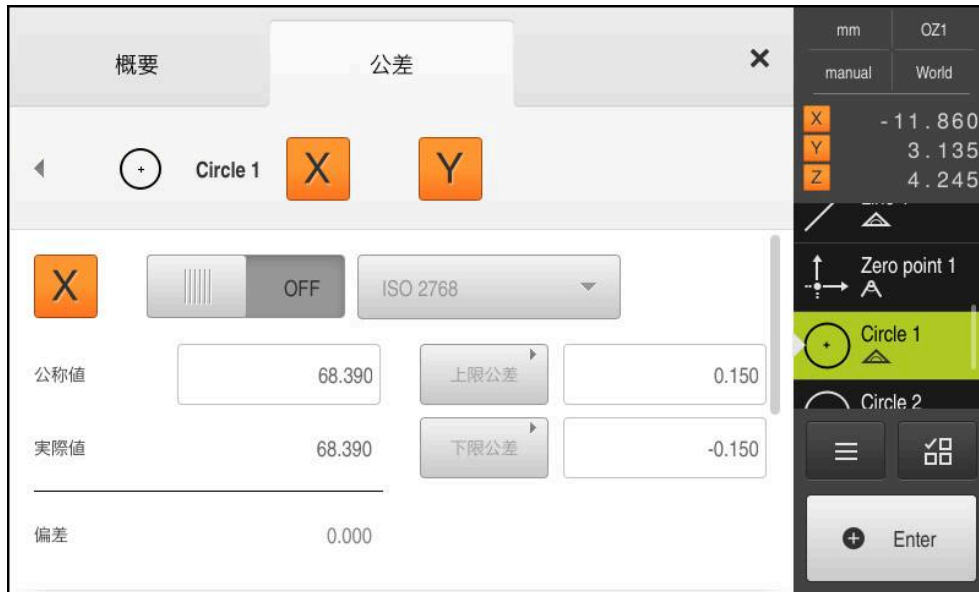 概要
公差
×
Circle 1
X
Y
X
OFF
ISO 2768
公称値
68.390
上限公差
0.150
実際値
68.390
下限公差
-0.150
偏差
0.000
mm
OZ1
manual
World
X -11.860
Y 3.135
Z 4.245
Zero point 1
Circle 1
Circle 2
Enter